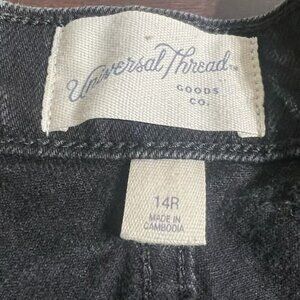 Universal Thread
GOODS
CO.
14R
MADE IN
CAMBODIA